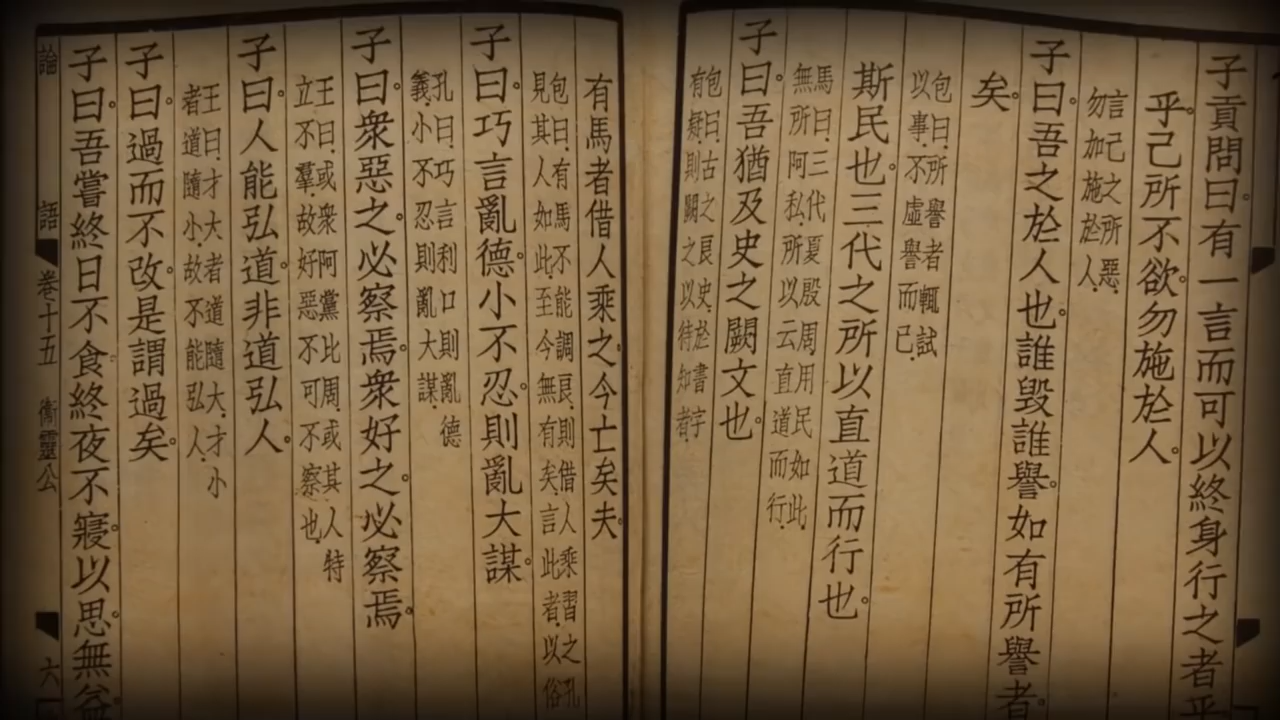 子貢問曰。有一言而可以終身行之者乎
乎。己所不欲。勿施於人。
言己之所惡。
勿加施於人。
子曰。吾之於人也。誰毀誰譽。如有所譽者。
矣。
包曰、所譽者、輒試
以事、不虛譽而已、
斯民也。三代之所以直道而行也。
馬曰、三代夏殷周、用民如此
無所阿私、所以云直道而行、
子曰。吾猶及史之闕文也。
包曰、古之良史、於書字
有疑則闕之、以待知者、
有馬者借人乘之。今亡矣夫。
包曰、有馬不能調良、則借人乘習之、孔
見其人如此、至今無有矣、言此者、以俗
子曰。巧言亂德。小不忍。則亂大謀。
孔曰、巧言利口則亂德
義、小不忍則亂大謀、
子曰。衆惡之。必察焉。衆好之。必察焉。
王曰、或衆阿黨比周、或其人特
立不羣、故好惡不可不察也、
子曰。人能弘道。非道弘人。
王曰、才大者道隨大、才小
者道隨小、故不能弘人、
子曰。過而不改。是謂過矣。
子曰。吾嘗終日不食。終夜不寢。以思。無益。
論語 卷十五 衞靈公 六